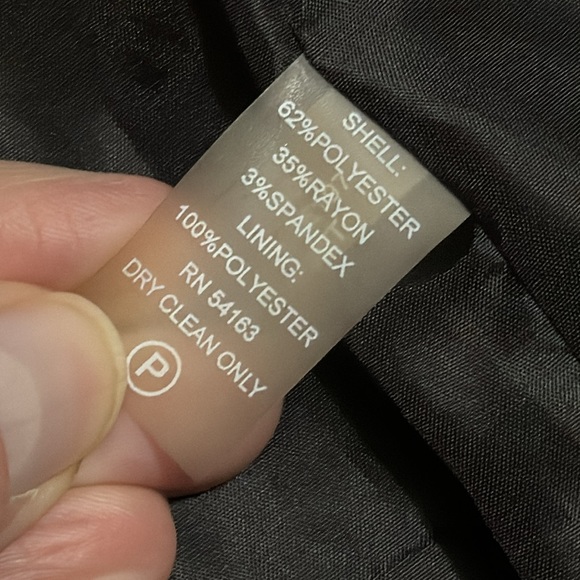 SHELL:
62%POLYESTER
35%RAYON
3%SPANDEX
LINING:
100%POLYESTER
RN 54163
DRY CLEAN ONLY
P